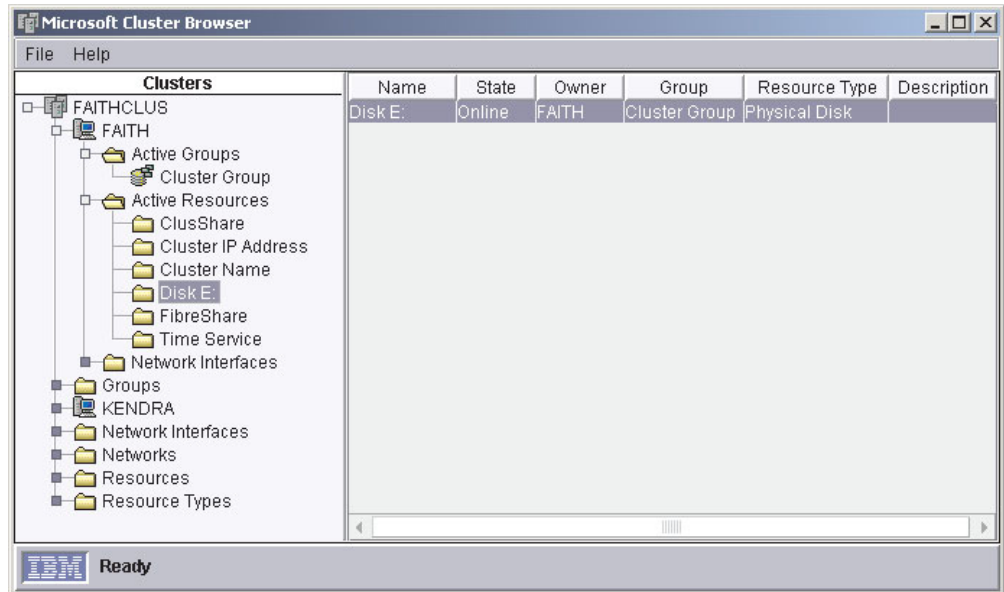 Microsoft Cluster Browser
File Help
Clusters
FAITHCLUS
FAITH
Active Groups
Cluster Group
Active Resources
ClusShare
Cluster IP Address
Cluster Name
Disk E:
FibreShare
Time Service
Network Interfaces
Groups
KENDRA
Network Interfaces
Networks
Resources
Resource Types
Name State Owner Group Resource Type Description
Disk E: Online FAITH Cluster Group Physical Disk
IBM Ready